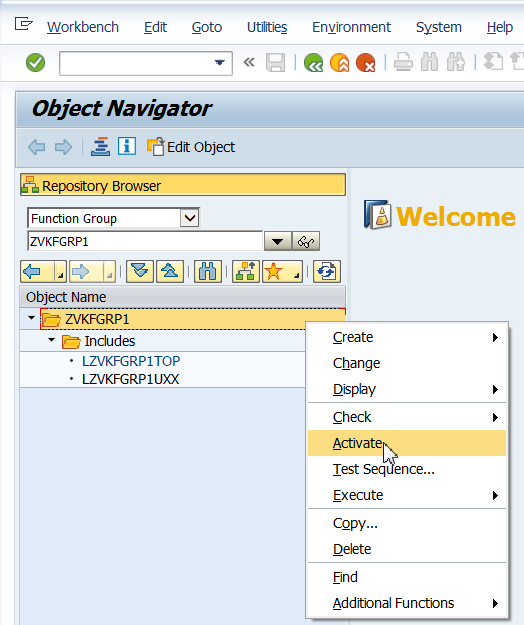 Workbench Edit Goto Utilities Environment System Help
Object Navigator
Edit Object
Repository Browser
Welcome
Function Group
ZVKFGRP1
Object Name
ZVKFGRP1
Includes
LZVKFGRP1TOP
LZVKFGRP1UXX
Create
Change
Display
Check
Activate
Test Sequence...
Execute
Copy...
Delete
Find
Additional Functions